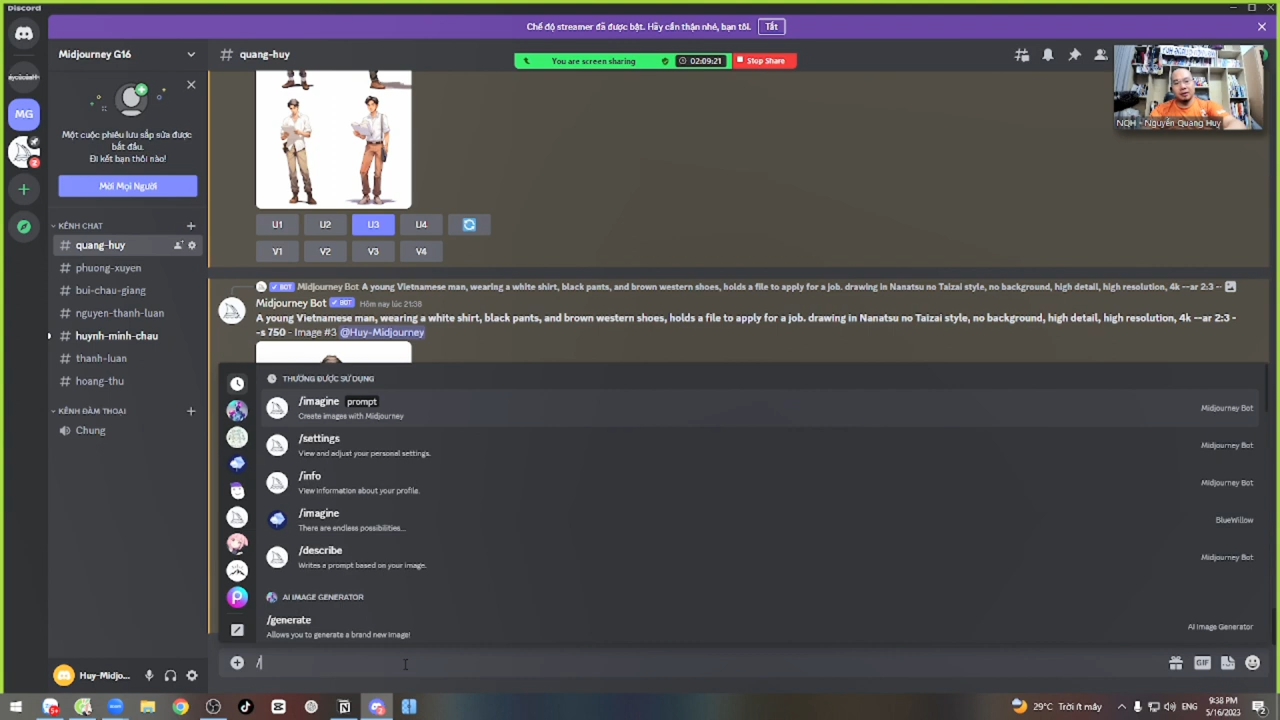 Discord
Chế độ streamer đã được bật. Hãy cẩn thận nhé, bạn tôi.
Tắt
Midjourney G16
quang-huy
You are screen sharing
02:09:21
Stop Share
NQH - Nguyễn Quang Huy
MG
2
Một cuộc phiêu lưu sắp sửa được
bắt đầu.
Đi kết bạn thôi nào!
Mời Mọi Người
KÊNH CHAT
quang-huy
phuong-xuyen
bui-chau-giang
nguyen-thanh-luan
huynh-minh-chau
thanh-luan
hoang-thu
KÊNH ĐÀM THOẠI
Chung
U1 U2 U3 U4
V1 V2 V3 V4
BOT Midjourney Bot A young Vietnamese man, wearing a white shirt, black pants, and brown western shoes, holds a file to apply for a job. drawing in Nanatsu no Taizai style, no background, high detail, high resolution, 4k --ar 2:3 -
Midjourney Bot BOT Hôm nay lúc 21:38
A young Vietnamese man, wearing a white shirt, black pants, and brown western shoes, holds a file to apply for a job. drawing in Nanatsu no Taizai style, no background, high detail, high resolution, 4k --ar 2:3 -
-s 750 - Image #3 @Huy-Midjourney
THƯỜNG ĐƯỢC SỬ DỤNG
/imagine prompt
Create images with Midjourney
Midjourney Bot
/settings
View and adjust your personal settings.
Midjourney Bot
/info
View information about your profile.
Midjourney Bot
/imagine
There are endless possibilities...
BlueWillow
/describe
Writes a prompt based on your image.
Midjourney Bot
AI IMAGE GENERATOR
/generate
Allows you to generate a brand new image!
AI Image Generator
/
GIF
Huy-Midjo...
29°C Trời ít mây
9:38 PM
5/16/2023